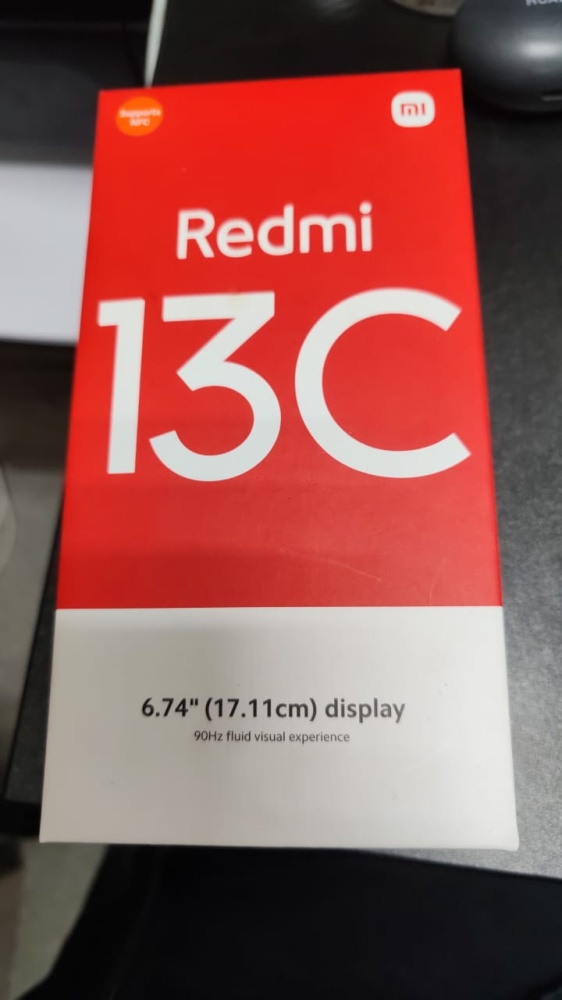 Supports
NFC
mi
Redmi
13C
6.74" (17.11cm) display
90Hz fluid visual experience